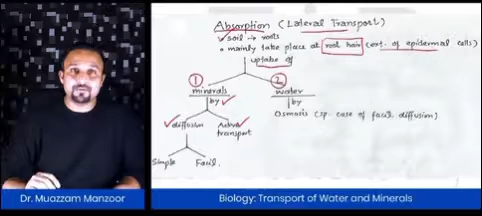 Absorption (Lateral Transport)
soil → roots
• mainly take place at root hair (ext. of epidermal cells)
uptake of
1 2
minerals water
by by
diffusion Active transport Osmosis (sp. case of facil. diffusion)
Simple Facil.
Dr. Muazzam Manzoor
Biology: Transport of Water and Minerals